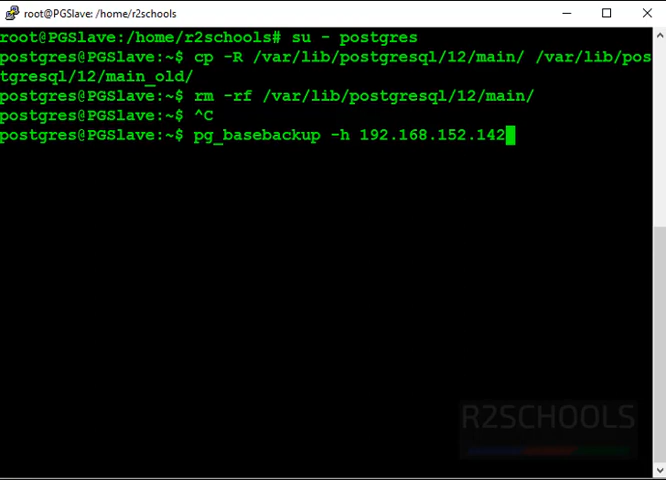 root@PGSlave: /home/r2schools
root@PGSlave:/home/r2schools# su - postgres
postgres@PGSlave:~$ cp -R /var/lib/postgresql/12/main/ /var/lib/pos
tgresql/12/main_old/
postgres@PGSlave:~$ rm -rf /var/lib/postgresql/12/main/
postgres@PGSlave:~$ ^C
postgres@PGSlave:~$ pg_basebackup -h 192.168.152.142
R2SCHOOLS